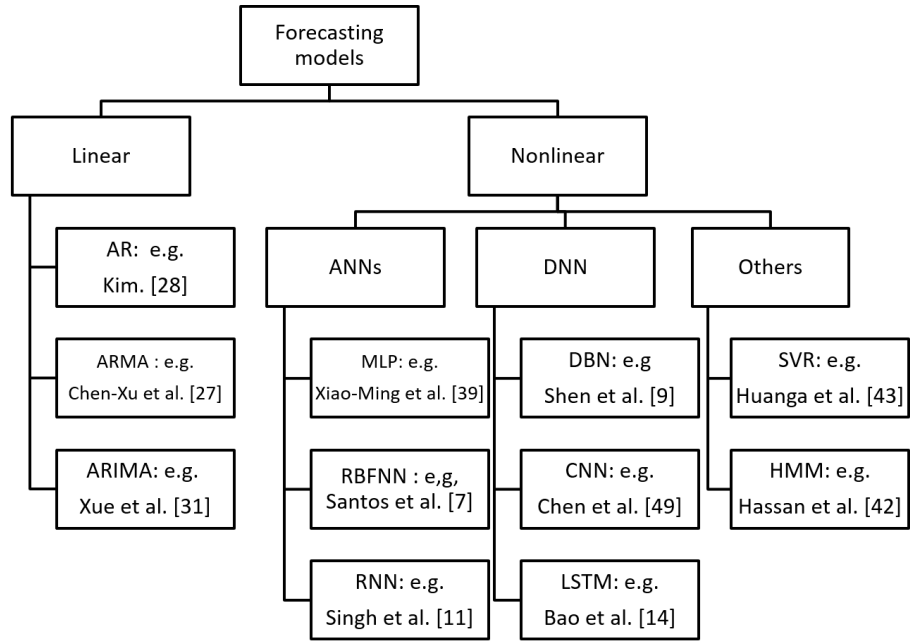 Forecasting
models
Linear
Nonlinear
AR:  e.g.
Kim. [28]
ARMA : e.g.
Chen-Xu et al. [27]
ARIMA: e.g.
Xue et al. [31]
ANNs
MLP: e.g.
Xiao-Ming et al. [39]
RBFNN : e,g,
Santos et al. [7]
RNN: e.g.
Singh et al. [11]
DNN
DBN: e.g
Shen et al. [9]
CNN: e.g.
Chen et al. [49]
LSTM: e.g.
Bao et al. [14]
Others
SVR: e.g.
Huanga et al. [43]
HMM: e.g.
Hassan et al. [42]